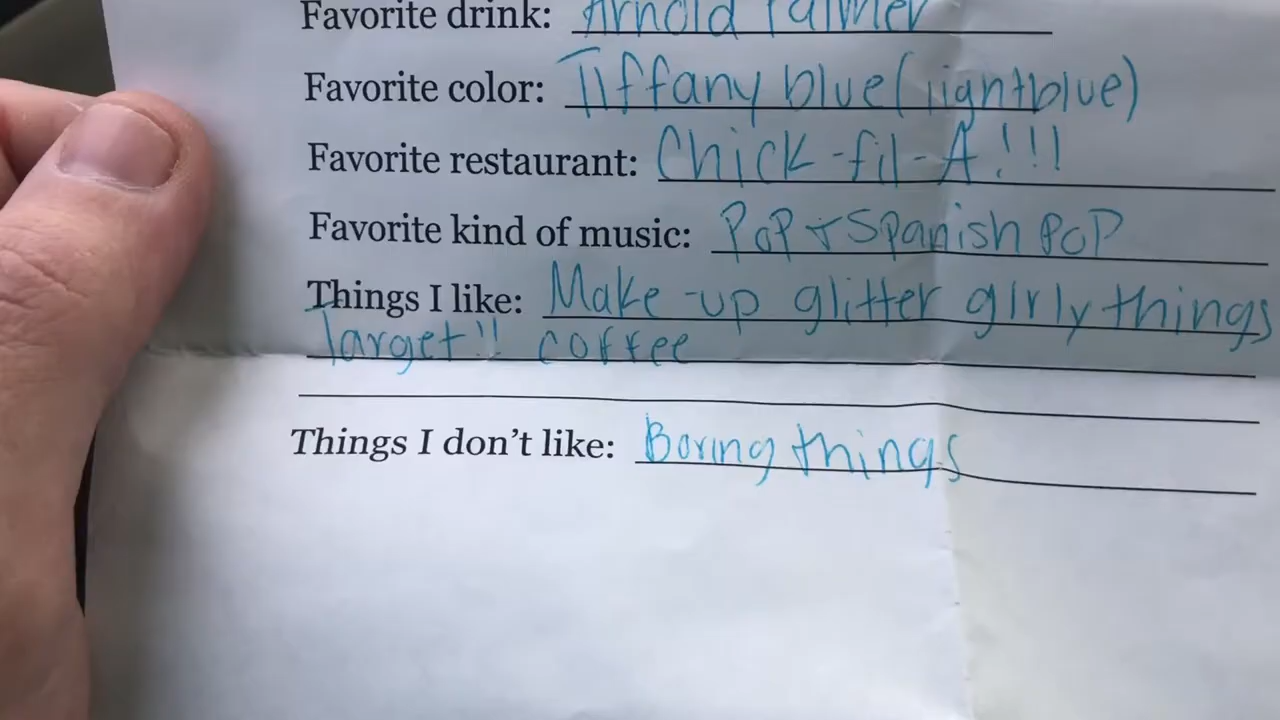 Favorite drink: Arnold Palmer
Favorite color: Tiffany blue (lightblue)
Favorite restaurant: Chick-fil-A!!!
Favorite kind of music: Pop + Spanish Pop
Things I like: Make-up glitter girly things
Target!! coffee
Things I don't like: Boring things